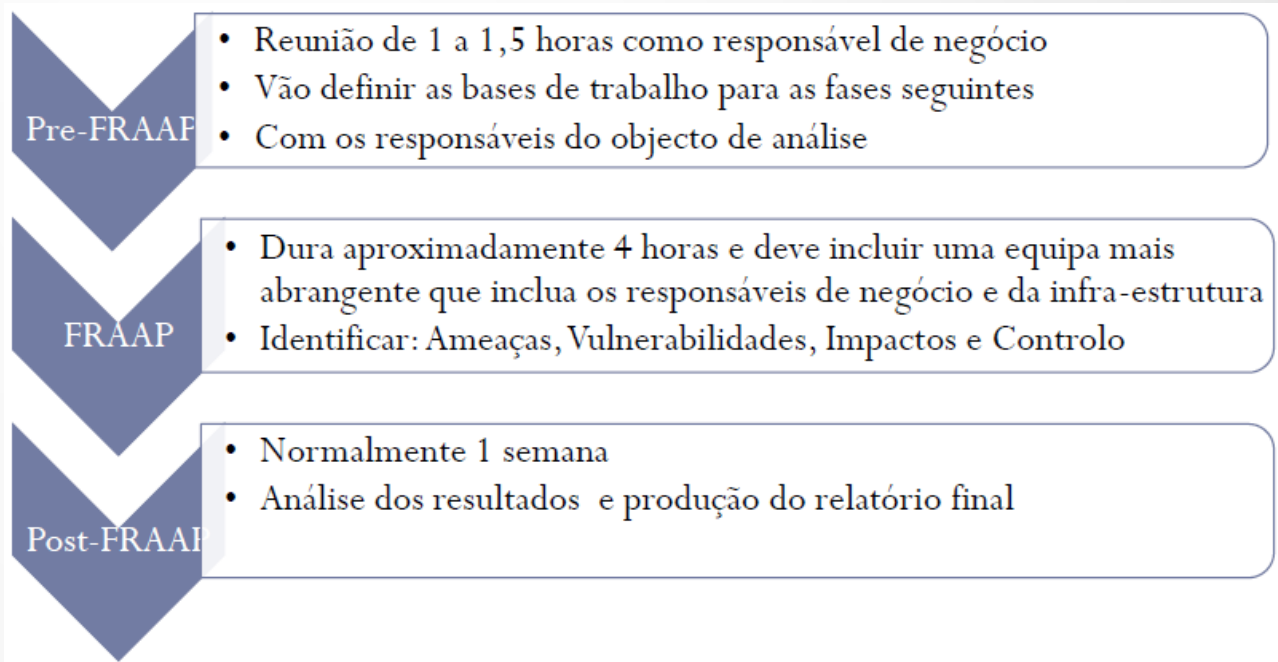 Pre-FRAAP
• Reunião de 1 a 1,5 horas como responsável de negócio
• Vão definir as bases de trabalho para as fases seguintes
• Com os responsáveis do objecto de análise
FRAAP
• Dura aproximadamente 4 horas e deve incluir uma equipa mais
abrangente que inclua os responsáveis de negócio e da infra-estrutura
• Identificar: Ameaças, Vulnerabilidades, Impactos e Controlo
Post-FRAAP
• Normalmente 1 semana
• Análise dos resultados e produção do relatório final